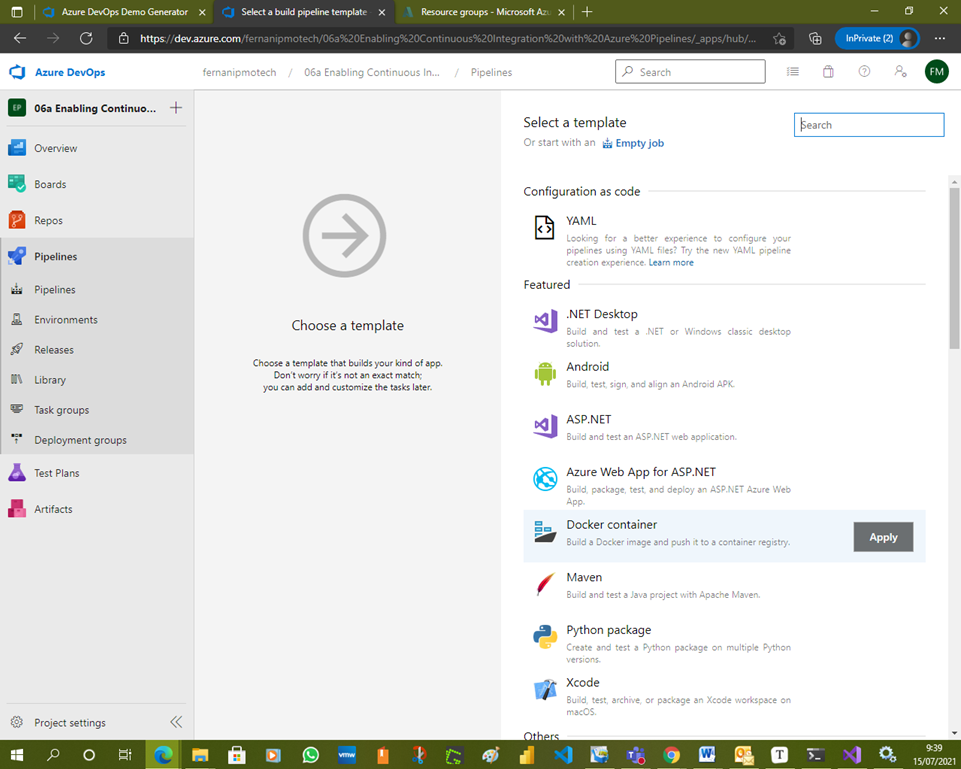 Azure DevOps Demo Generator
Select a build pipeline template
Resource groups - Microsoft Azu
https://dev.azure.com/fernanipmotech/06a%20Enabling%20Continuous%20Integration%20with%20Azure%20Pipelines/_apps/hub/...
InPrivate (2)
Azure DevOps
fernanipmotech / 06a Enabling Continuous In... / Pipelines
Search
FM
EP 06a Enabling Continuo...
Overview
Boards
Repos
Pipelines
Pipelines
Environments
Releases
Library
Task groups
Deployment groups
Test Plans
Artifacts
Project settings
Choose a template
Choose a template that builds your kind of app.
Don't worry if it's not an exact match;
you can add and customize the tasks later.
Select a template
Or start with an Empty job
Search
Configuration as code
YAML
Looking for a better experience to configure your
pipelines using YAML files? Try the new YAML pipeline
creation experience. Learn more
Featured
.NET Desktop
Build and test a .NET or Windows classic desktop
solution.
Android
Build, test, sign, and align an Android APK.
ASP.NET
Build and test an ASP.NET web application.
Azure Web App for ASP.NET
Build, package, test, and deploy an ASP.NET Azure Web
App.
Docker container
Build a Docker image and push it to a container registry.
Apply
Maven
Build and test a Java project with Apache Maven.
Python package
Create and test a Python package on multiple Python
versions.
Xcode
Build, test, archive, or package an Xcode workspace on
macOS.
Others
vmw
T
9:39
15/07/2021